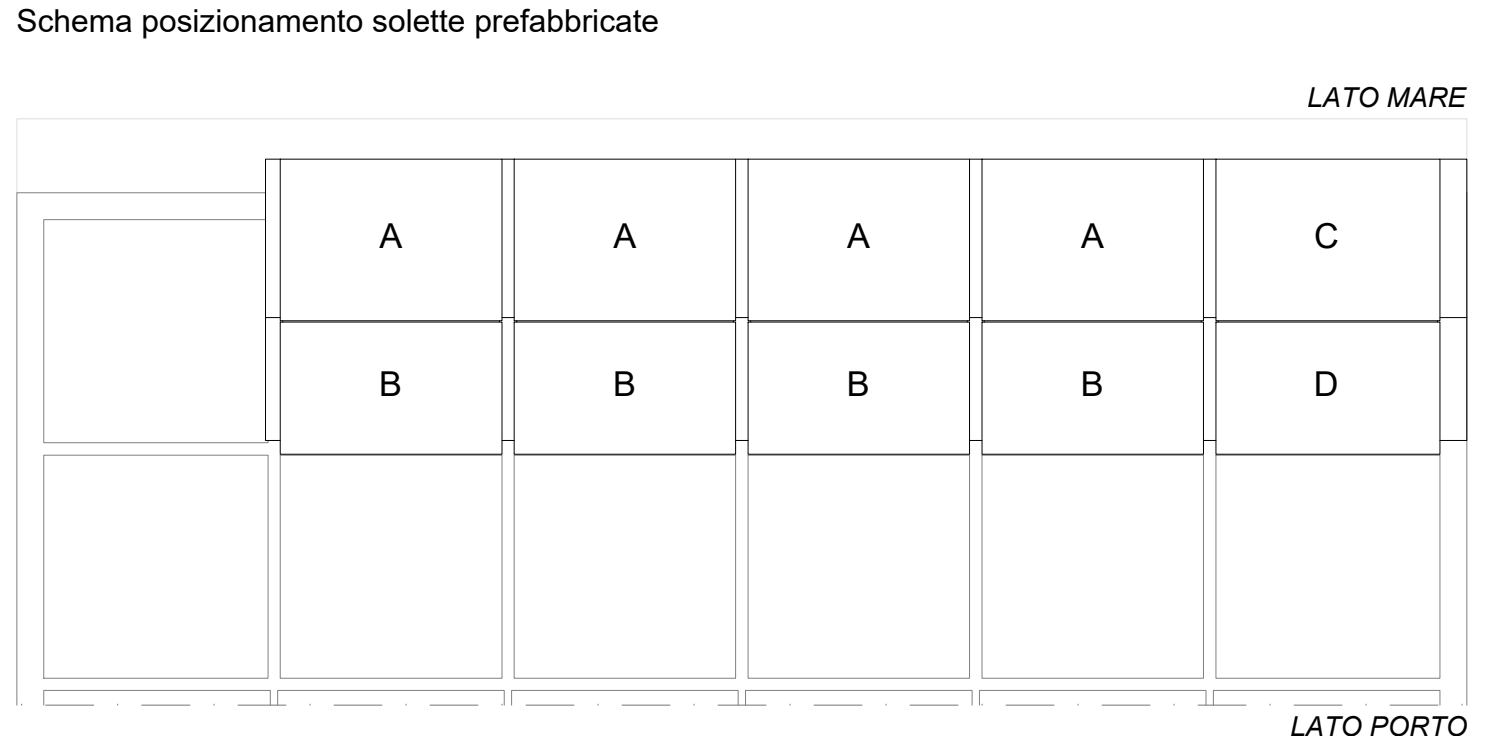 Schema posizionamento solette prefabbricate
LATO MARE
A A A A C
B B B B D
LATO PORTO